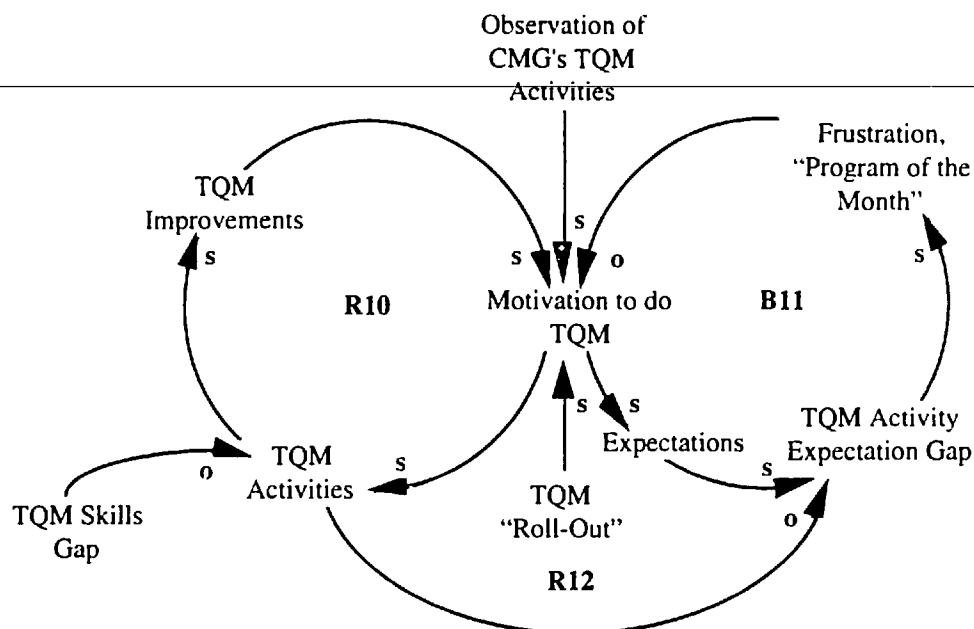 Observation of
CMG's TQM
Activities
Frustration,
“Program of the
Month”
TQM
Improvements
s
s
s
o
s
R10
Motivation to do
TQM
B11
s
s
TQM Activity
Expectation Gap
Expectations
s
s
o
TQM
Activities
TQM
“Roll-Out”
o
TQM Skills
Gap
R12